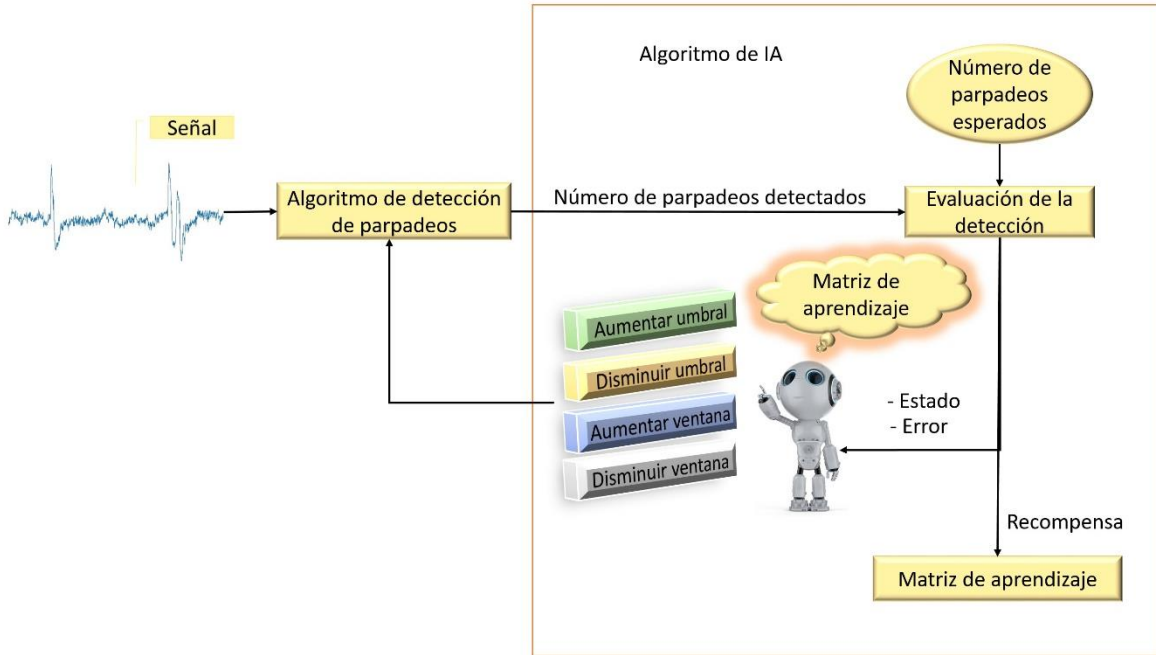 Algoritmo de IA
Número de
parpadeos
esperados
Señal
Algoritmo de detección
de parpadeos
Número de parpadeos detectados
Evaluación de la
detección
Matriz de
aprendizaje
Aumentar umbral
Disminuir umbral
Aumentar ventana
Disminuir ventana
- Estado
- Error
Recompensa
Matriz de aprendizaje